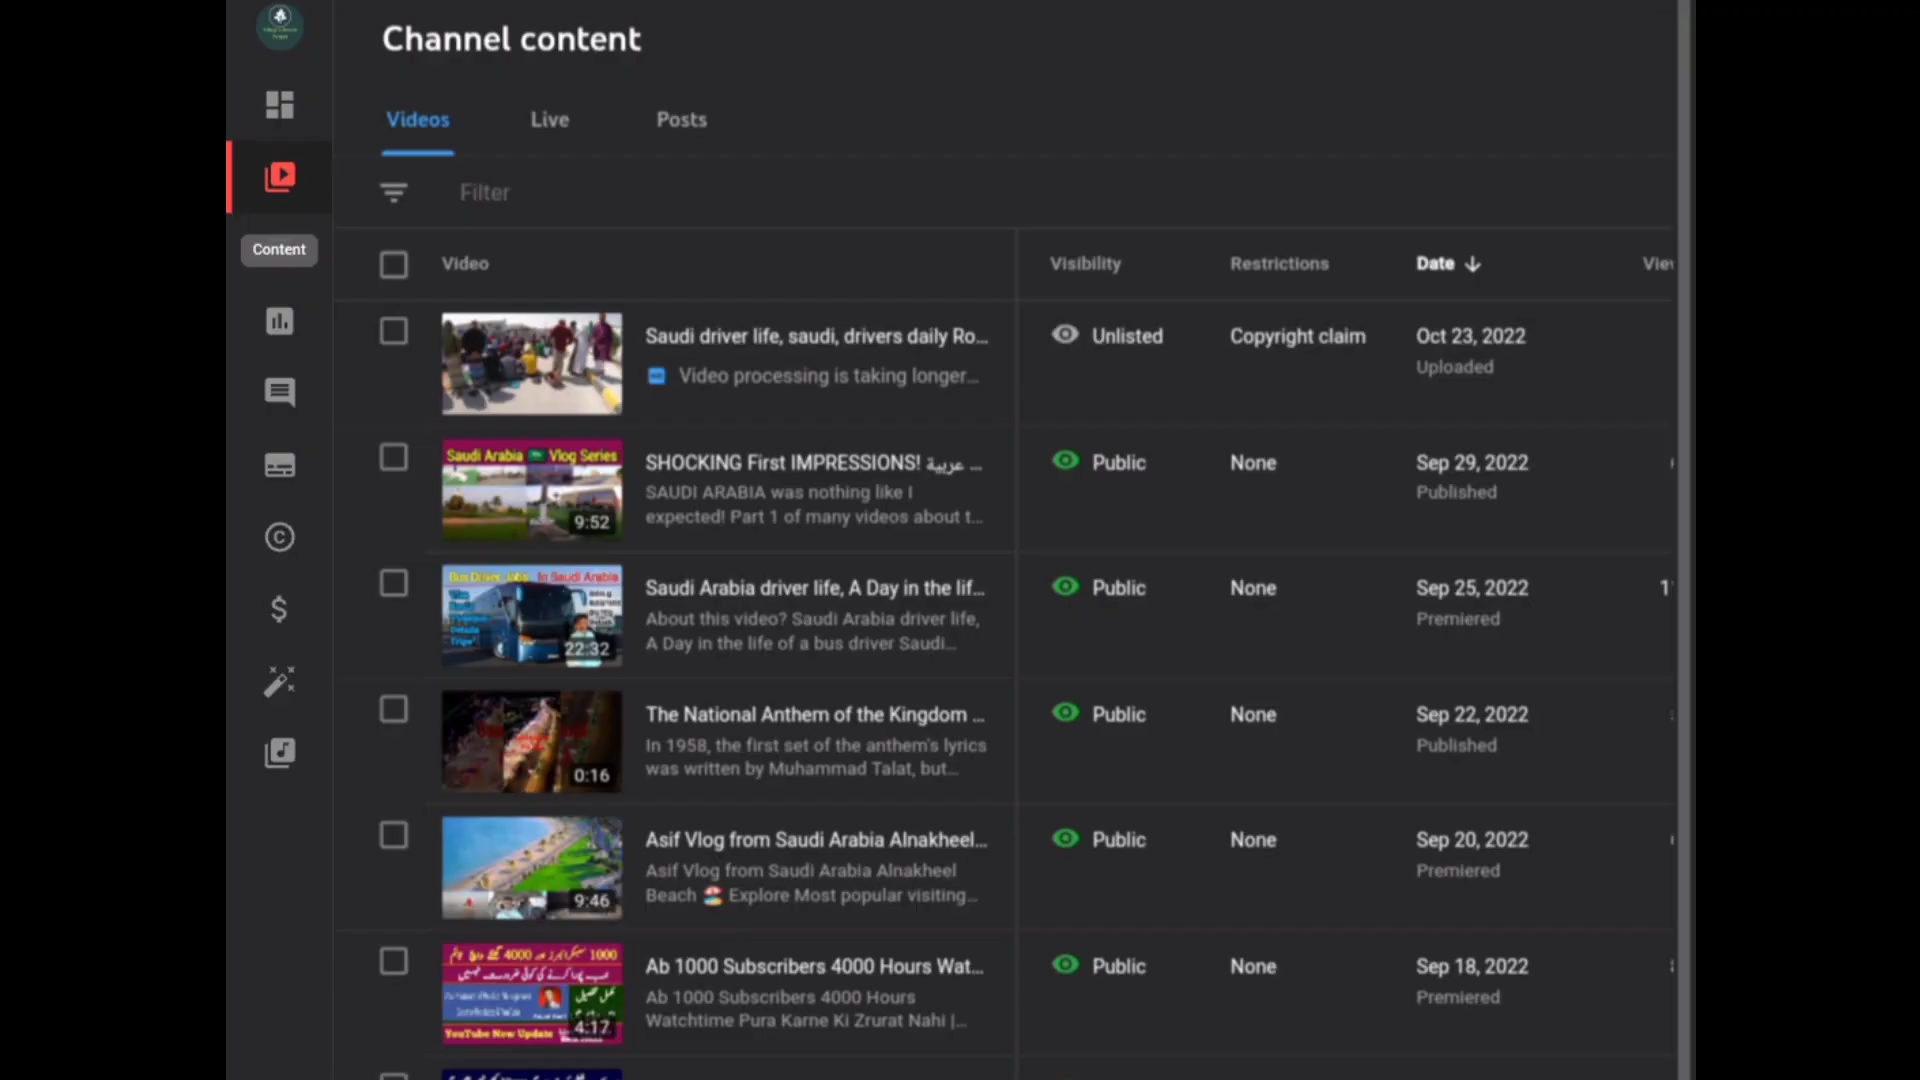 Channel content
Videos Live Posts
Filter
Content
Video Visibility Restrictions Date
Saudi driver life, saudi, drivers daily Ro...
Video processing is taking longer...
Unlisted
Copyright claim
Oct 23, 2022
Uploaded
Saudi Arabia Vlog Series
9:52
SHOCKING First IMPRESSIONS! عربية ...
SAUDI ARABIA was nothing like I
expected! Part 1 of many videos about t...
Public
None
Sep 29, 2022
Published
Bus Driver Jobs In Saudi Arabia
22:32
Saudi Arabia driver life, A Day in the lif...
About this video? Saudi Arabia driver life,
A Day in the life of a bus driver Saudi...
Public
None
Sep 25, 2022
Premiered
0:16
The National Anthem of the Kingdom ...
In 1958, the first set of the anthem's lyrics
was written by Muhammad Talat, but...
Public
None
Sep 22, 2022
Published
9:46
Asif Vlog from Saudi Arabia Alnakheel...
Asif Vlog from Saudi Arabia Alnakheel
Beach Explore Most popular visiting...
Public
None
Sep 20, 2022
Premiered
YouTube New Update
4:17
Ab 1000 Subscribers 4000 Hours Wat...
Ab 1000 Subscribers 4000 Hours
Watchtime Pura Karne Ki Zrurat Nahi |...
Public
None
Sep 18, 2022
Premiered